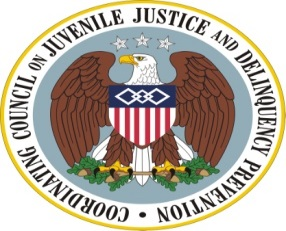 COORDINATING COUNCIL ON JUVENILE JUSTICE AND DELINQUENCY PREVENTION •